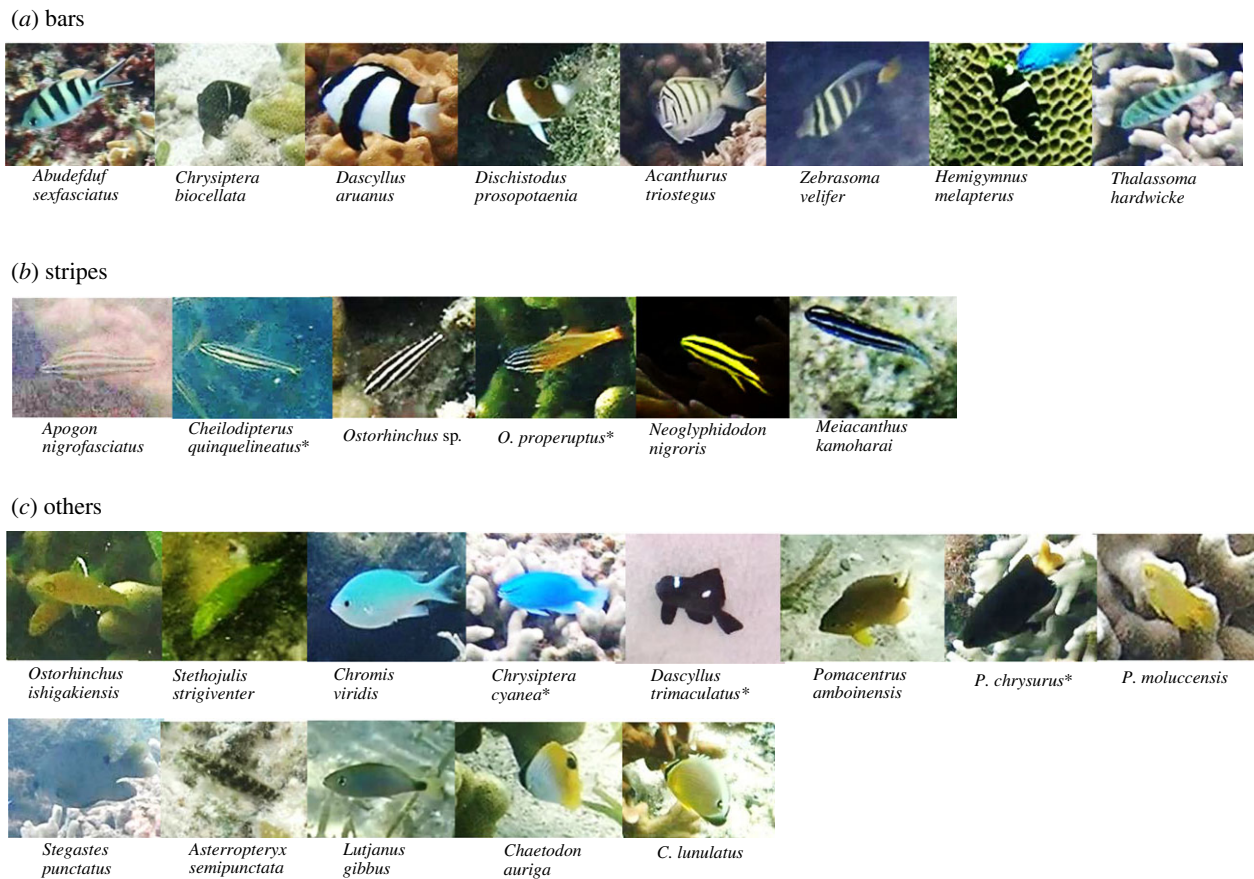 (a) bars
Abudefduf
sexfasciatus
Chrysiptera
biocellata
Dascyllus
aruanus
Dischistodus
prosopotaenia
Acanthurus
triostegus
Zebrasoma
velifer
Hemigymnus
melapterus
Thalassoma
hardwicke
(b) stripes
Apogon
nigrofasciatus
Cheilodipterus
quinquelineatus*
Ostorhinchus sp.
O. properuptus*
Neoglyphidodon
nigroris
Meiacanthus
kamoharai
(c) others
Ostorhinchus
ishigakiensis
Stethojulis
strigiventer
Chromis
viridis
Chrysiptera
cyanea*
Dascyllus
trimaculatus*
Pomacentrus
amboinensis
P. chrysurus*
P. moluccensis
Stegastes
punctatus
Asterropteryx
semipunctata
Lutjanus
gibbus
Chaetodon
auriga
C. lunulatus